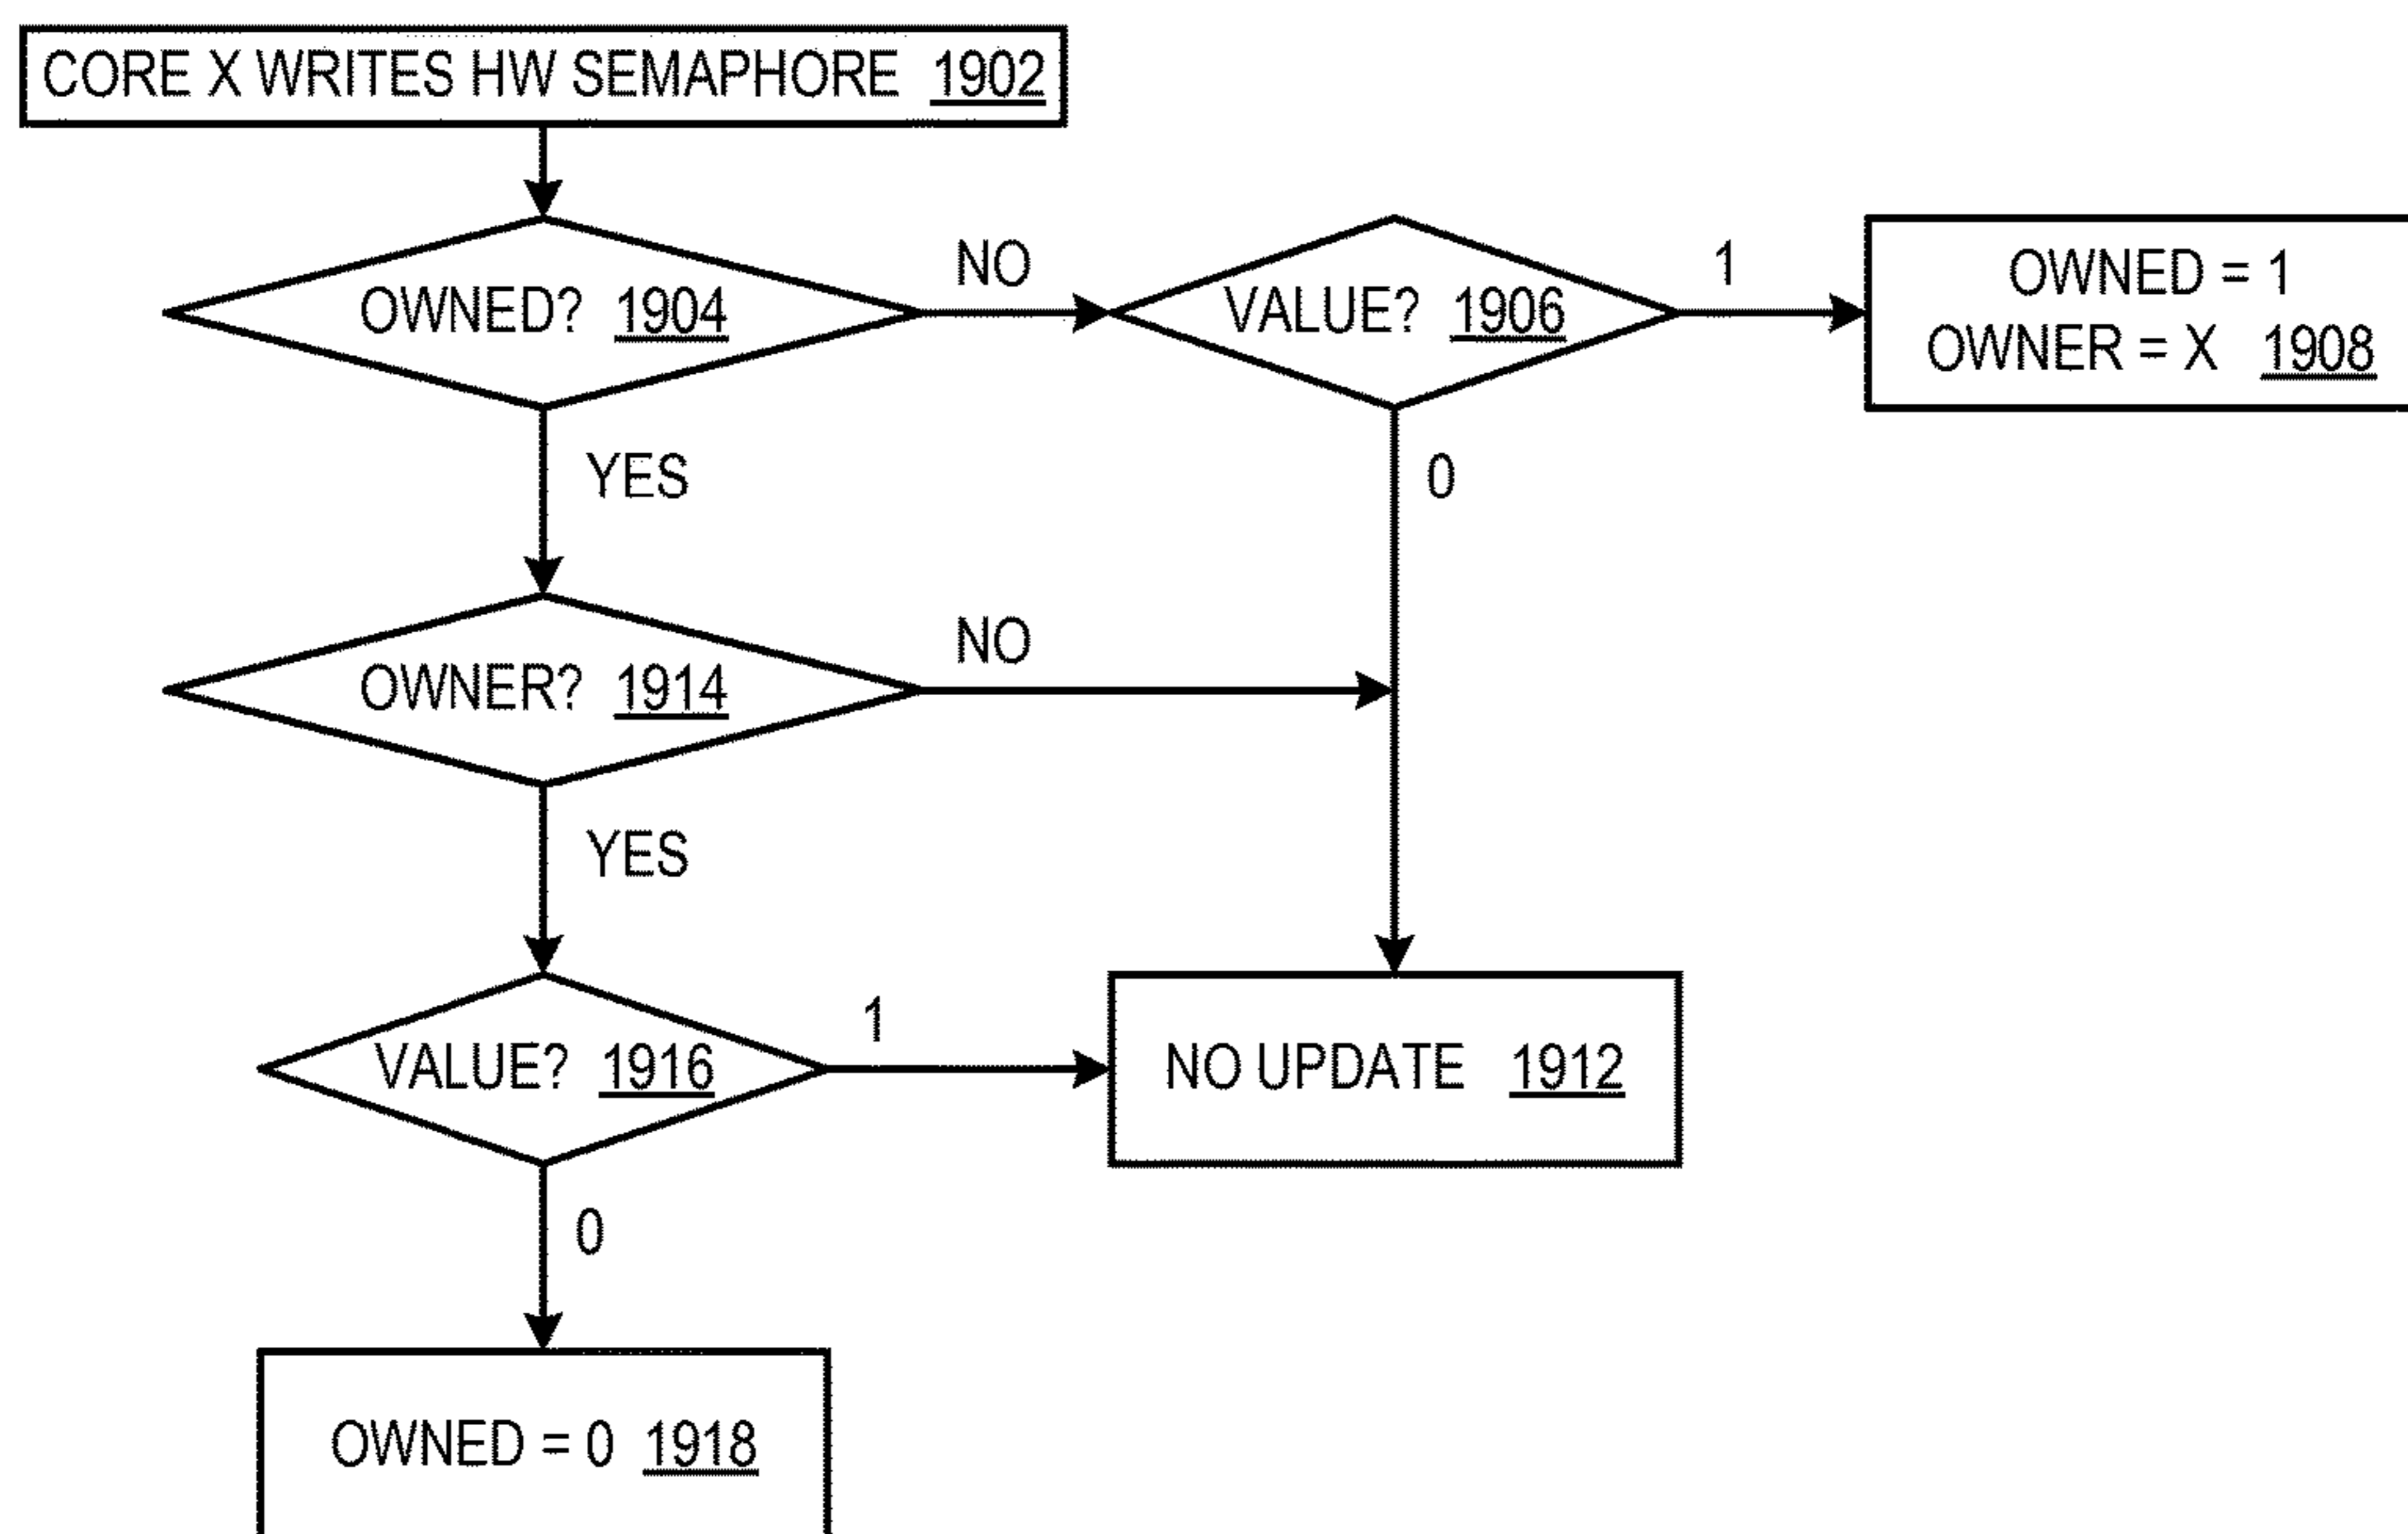 CORE X WRITES HW SEMAPHORE 1902
OWNED? 1904
NO
VALUE? 1906
1
OWNED = 1
OWNER = X 1908
YES
0
OWNER? 1914
NO
YES
VALUE? 1916
1
NO UPDATE 1912
0
OWNED = 0 1918